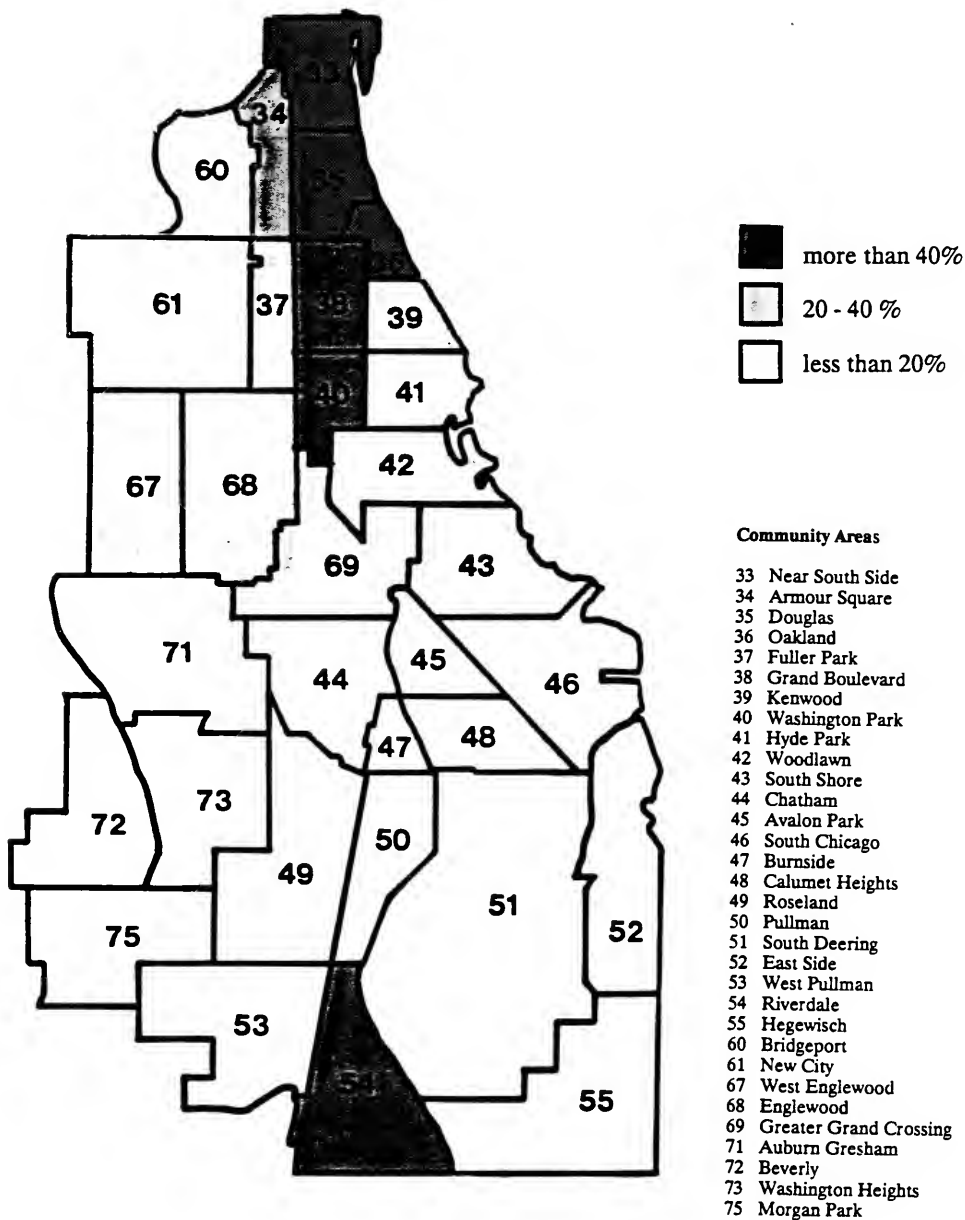 33
34
60
35
36
61
37
38
39
40
41
42
67
68
69
43
71
44
45
46
47
48
72
73
49
50
51
52
75
53
54
55
more than 40%
20 - 40 %
less than 20%
Community Areas
33 Near South Side
34 Armour Square
35 Douglas
36 Oakland
37 Fuller Park
38 Grand Boulevard
39 Kenwood
40 Washington Park
41 Hyde Park
42 Woodlawn
43 South Shore
44 Chatham
45 Avalon Park
46 South Chicago
47 Burnside
48 Calumet Heights
49 Roseland
50 Pullman
51 South Deering
52 East Side
53 West Pullman
54 Riverdale
55 Hegewisch
60 Bridgeport
61 New City
67 West Englewood
68 Englewood
69 Greater Grand Crossing
71 Auburn Gresham
72 Beverly
73 Washington Heights
75 Morgan Park